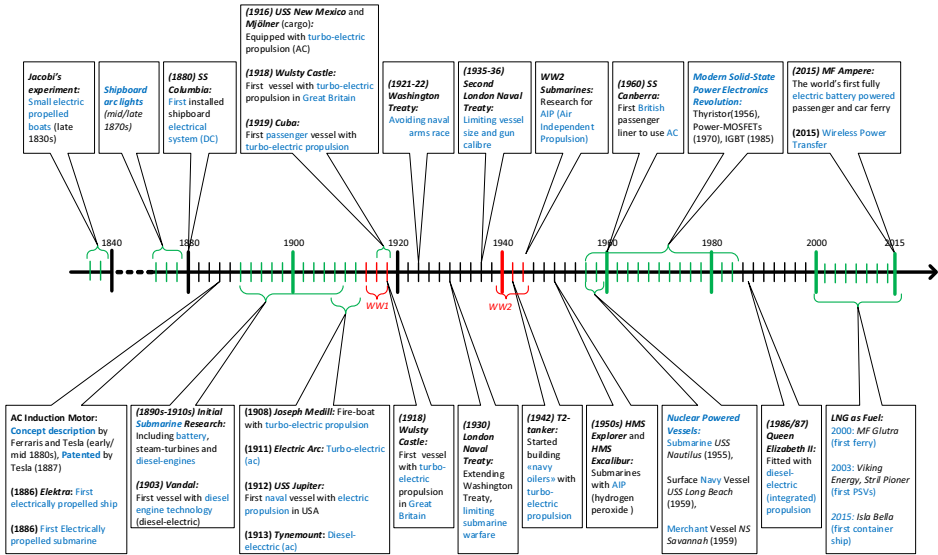 Jacobi's
experiment:
Small electric
propelled
boats (late
1830s)
Shipboard
arc lights
(mid/late
1870s)
(1880) SS
Columbia:
First installed
shipboard
electrical
system (DC)
(1916) USS New Mexico and
Mjölner (cargo):
Equipped with turbo-electric
propulsion (AC)
(1918) Wulsty Castle:
First vessel with turbo-electric
propulsion in Great Britain
(1919) Cuba:
First passenger vessel with
turbo-electric propulsion
(1921-22)
Washington
Treaty:
Avoiding naval
arms race
(1935-36)
Second
London Naval
Treaty:
Limiting vessel
size and gun
calibre
WW2
Submarines:
Research for
AIP (Air
Independent
Propulsion)
(1960) SS
Canberra:
First British
passenger
liner to use AC
Modern Solid-State
Power Electronics
Revolution:
Thyristor(1956),
Power-MOSFETs
(1970), IGBT (1985)
(2015) MF Ampere:
The world's first fully
electric battery powered
passenger and car ferry
(2015) Wireless Power
Transfer
1840
1880
1900
1920
1940
1960
1980
2000
2015
WW1
WW2
AC Induction Motor:
Concept description by
Ferraris and Tesla (early/
mid 1880s), Patented by
Tesla (1887)
(1886) Elektra: First
electrically propelled ship
(1886) First Electrically
propelled submarine
(1890s-1910s) Initial
Submarine Research:
Including battery,
steam-turbines and
diesel-engines
(1903) Vandal:
First vessel with diesel
engine technology
(diesel-electric)
(1908) Joseph Medill: Fire-boat
with turbo-electric propulsion
(1911) Electric Arc: Turbo-electric
(ac)
(1912) USS Jupiter:
First naval vessel with electric
propulsion in USA
(1913) Tynemount: Diesel-
elecctric (ac)
(1918)
Wulsty
Castle:
First vessel
with turbo-
electric
propulsion
in Great
Britain
(1930)
London
Naval
Treaty:
Extending
Washington
Treaty,
limiting
submarine
warfare
(1942) T2-
tanker:
Started
building
«navy
oilers» with
turbo-
electric
propulsion
(1950s) HMS
Explorer and
HMS
Excalibur:
Submarines
with AIP
(hydrogen
peroxide )
Nuclear Powered
Vessels:
Submarine USS
Nautilus (1955),
Surface Navy Vessel
USS Long Beach
(1959),
Merchant Vessel NS
Savannah (1959)
(1986/87)
Queen
Elizabeth II:
Fitted with
diesel-
electric
(integrated)
propulsion
LNG as Fuel:
2000: MF Glutra
(first ferry)
2003: Viking
Energy, Stril Pioner
(first PSVs)
2015: Isla Bella
(first container
ship)